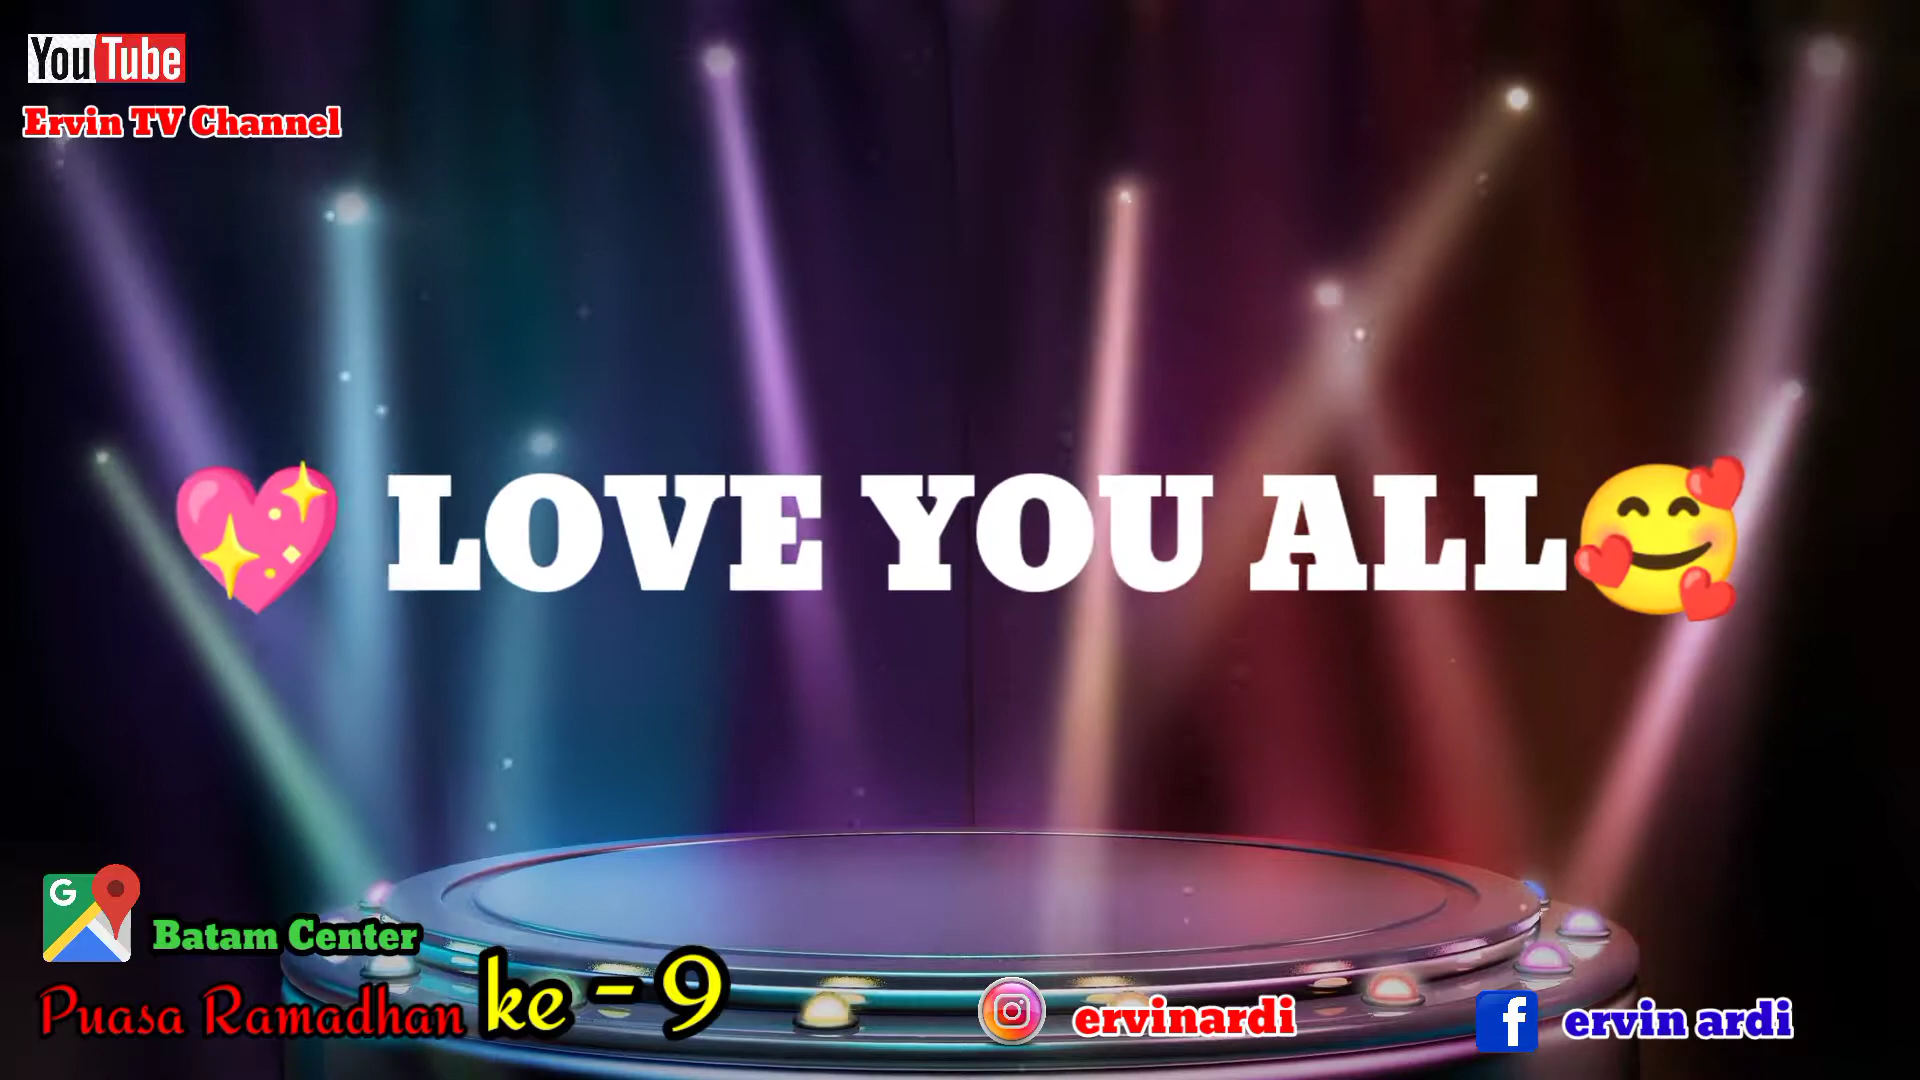 YouTube
Ervin TV Channel
💖 LOVE YOU ALL🥰
G
Batam Center
Puasa Ramadhan ke - 9
ervinardi
f
ervin ardi